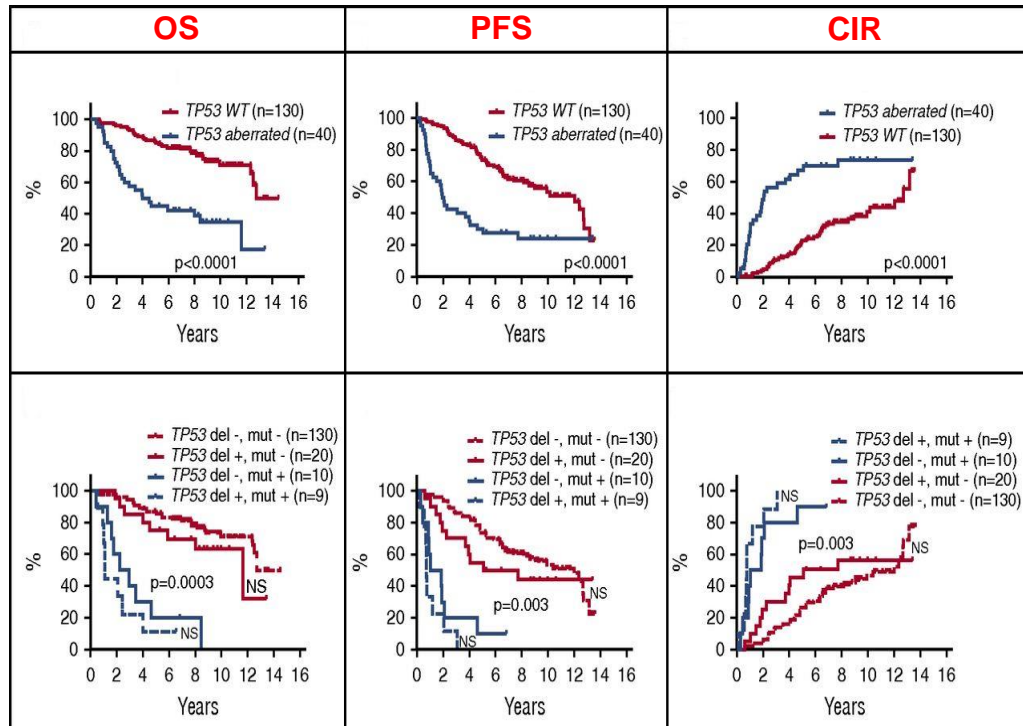 OS
PFS
CIR
TP53 WT (n=130)
TP53 aberrated (n=40)
100
80
60
40
20
0
%
p<0.0001
0 2 4 6 8 10 12 14 16
Years
TP53 WT (n=130)
TP53 aberrated (n=40)
100
80
60
40
20
0
%
p<0.0001
0 2 4 6 8 10 12 14 16
Years
TP53 aberrated (n=40)
TP53 WT (n=130)
100
80
60
40
20
0
%
p<0.0001
0 2 4 6 8 10 12 14 16
Years
TP53 del -, mut - (n=130)
TP53 del +, mut - (n=20)
TP53 del -, mut + (n=10)
TP53 del +, mut + (n=9)
100
80
60
40
20
0
%
p=0.0003
NS
NS
0 2 4 6 8 10 12 14 16
Years
TP53 del -, mut - (n=130)
TP53 del +, mut - (n=20)
TP53 del -, mut + (n=10)
TP53 del +, mut + (n=9)
100
80
60
40
20
0
%
NS
p=0.003
NS
0 2 4 6 8 10 12 14 16
Years
TP53 del +, mut + (n=9)
TP53 del -, mut + (n=10)
TP53 del +, mut - (n=20)
TP53 del -, mut - (n=130)
100
80
60
40
20
0
%
NS
p=0.003
NS
0 2 4 6 8 10 12 14 16
Years